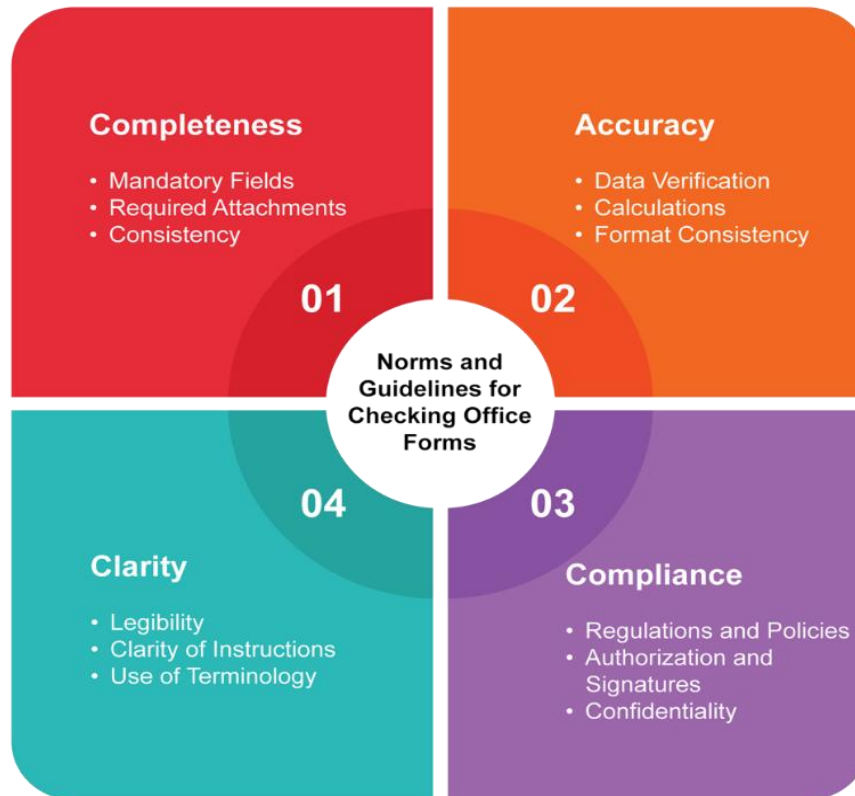 Completeness
• Mandatory Fields
• Required Attachments
• Consistency
01
Accuracy
• Data Verification
• Calculations
• Format Consistency
02
Norms and
Guidelines for
Checking Office
Forms
04
Clarity
• Legibility
• Clarity of Instructions
• Use of Terminology
03
Compliance
• Regulations and Policies
• Authorization and
Signatures
• Confidentiality